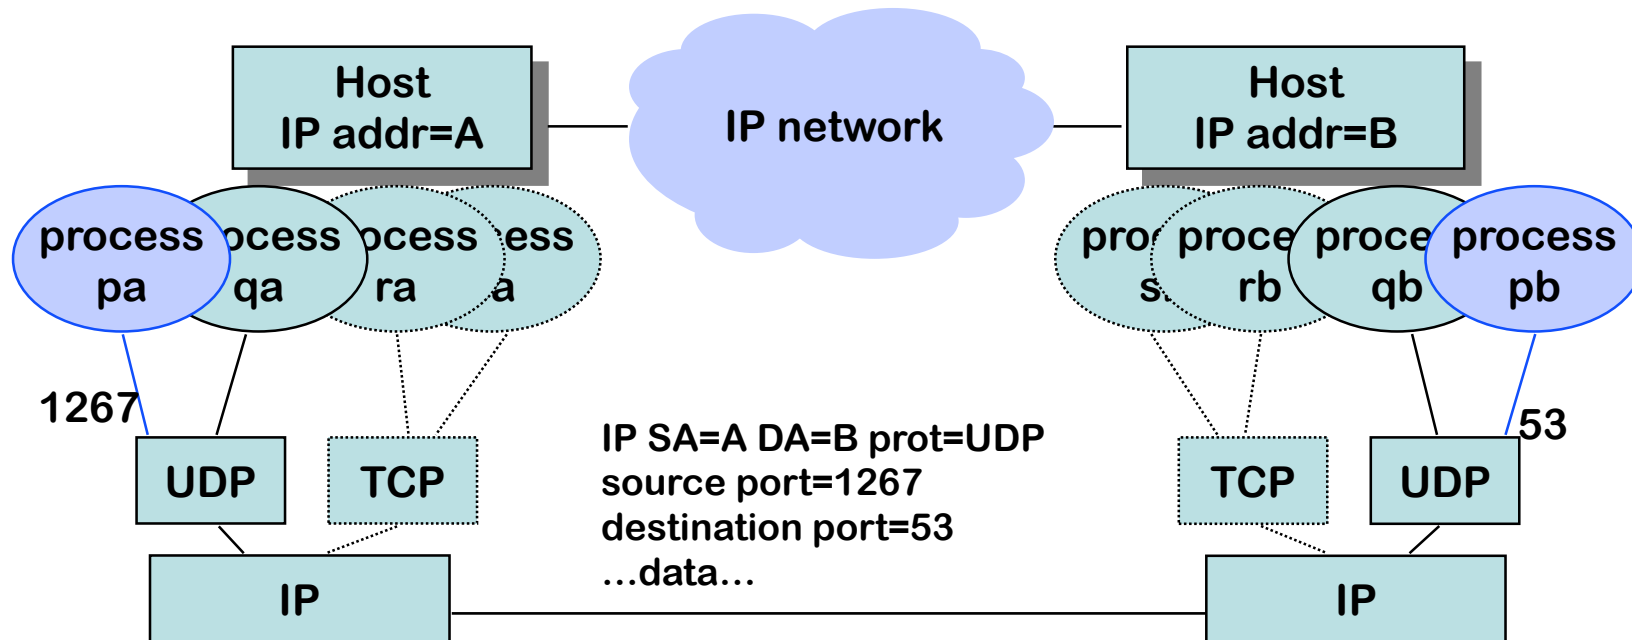 Host
IP addr=A
IP network
Host
IP addr=B
process
pa
ocess
qa
ocess
ra
ess
a
proc
s
proce
rb
proce
qb
process
pb
1267
53
IP SA=A DA=B prot=UDP
source port=1267
destination port=53
...data...
UDP
TCP
TCP
UDP
IP
IP